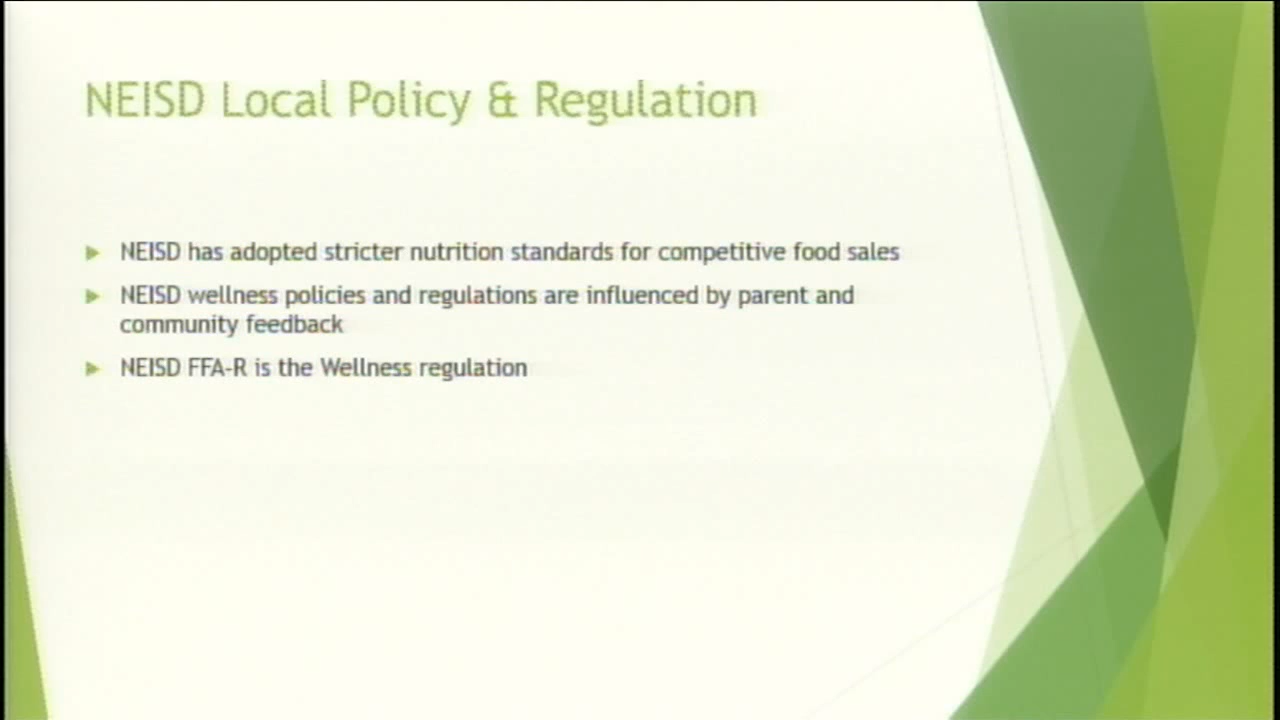 NEISD Local Policy & Regulation
NEISD has adopted stricter nutrition standards for competitive food sales
NEISD wellness policies and regulations are influenced by parent and
community feedback
NEISD FFA-R is the Wellness regulation